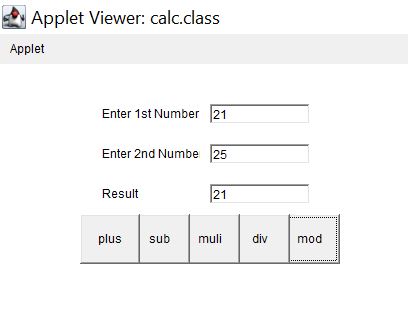 Applet Viewer: calc.class
Applet
Enter 1st Number 21
Enter 2nd Numbe 25
Result 21
plus sub muli div mod